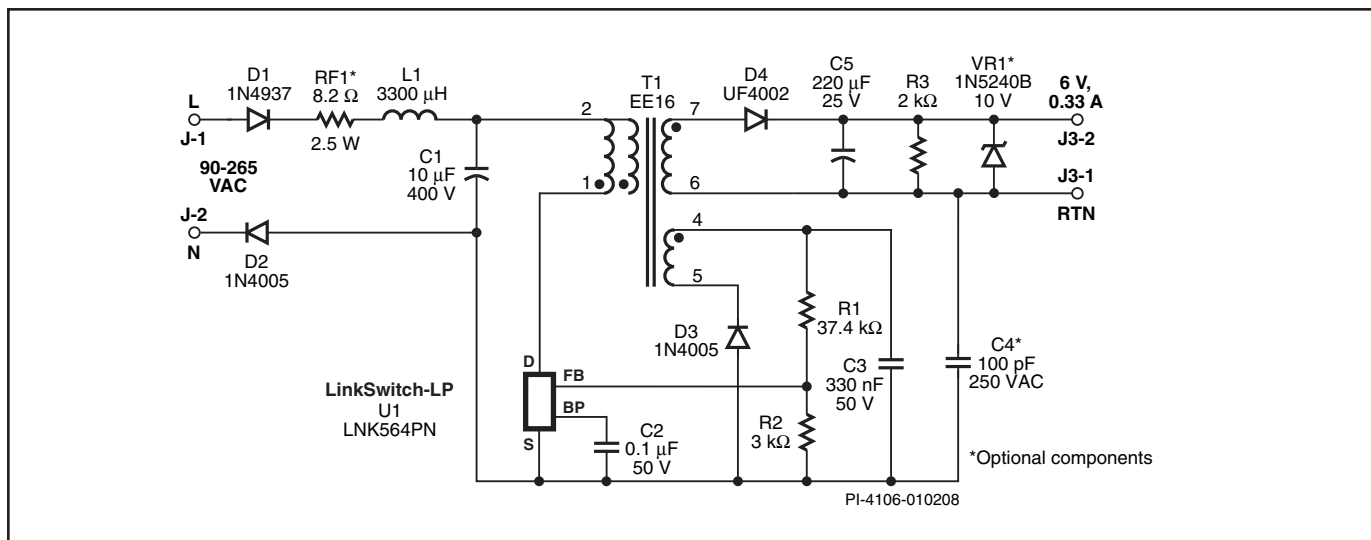 L
J-1
90-265
VAC
J-2
N
D1
1N4937
RF1*
8.2 Ω
2.5 W
L1
3300 μH
C1
10 μF
400 V
D2
1N4005
T1
EE16
2
1
7
6
4
5
D4
UF4002
C5
220 μF
25 V
R3
2 kΩ
VR1*
1N5240B
10 V
6 V,
0.33 A
J3-2
J3-1
RTN
D3
1N4005
R1
37.4 kΩ
C3
330 nF
50 V
C4*
100 pF
250 VAC
LinkSwitch-LP
U1
LNK564PN
D
FB
BP
S
C2
0.1 μF
50 V
R2
3 kΩ
*Optional components
PI-4106-010208